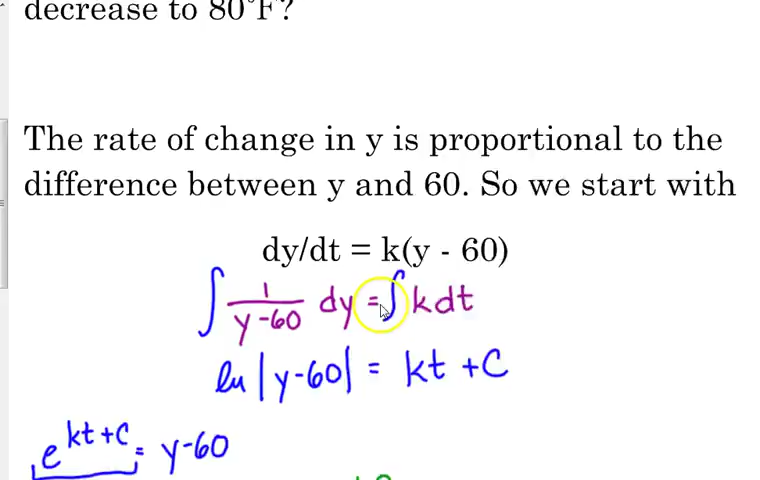 decrease to 80°F?
The rate of change in y is proportional to the
difference between y and 60. So we start with
dy/dt = k(y - 60)
∫ 1/(y-60) dy = ∫ k dt
ln |y-60| = kt + C
e^(kt+C) = y-60